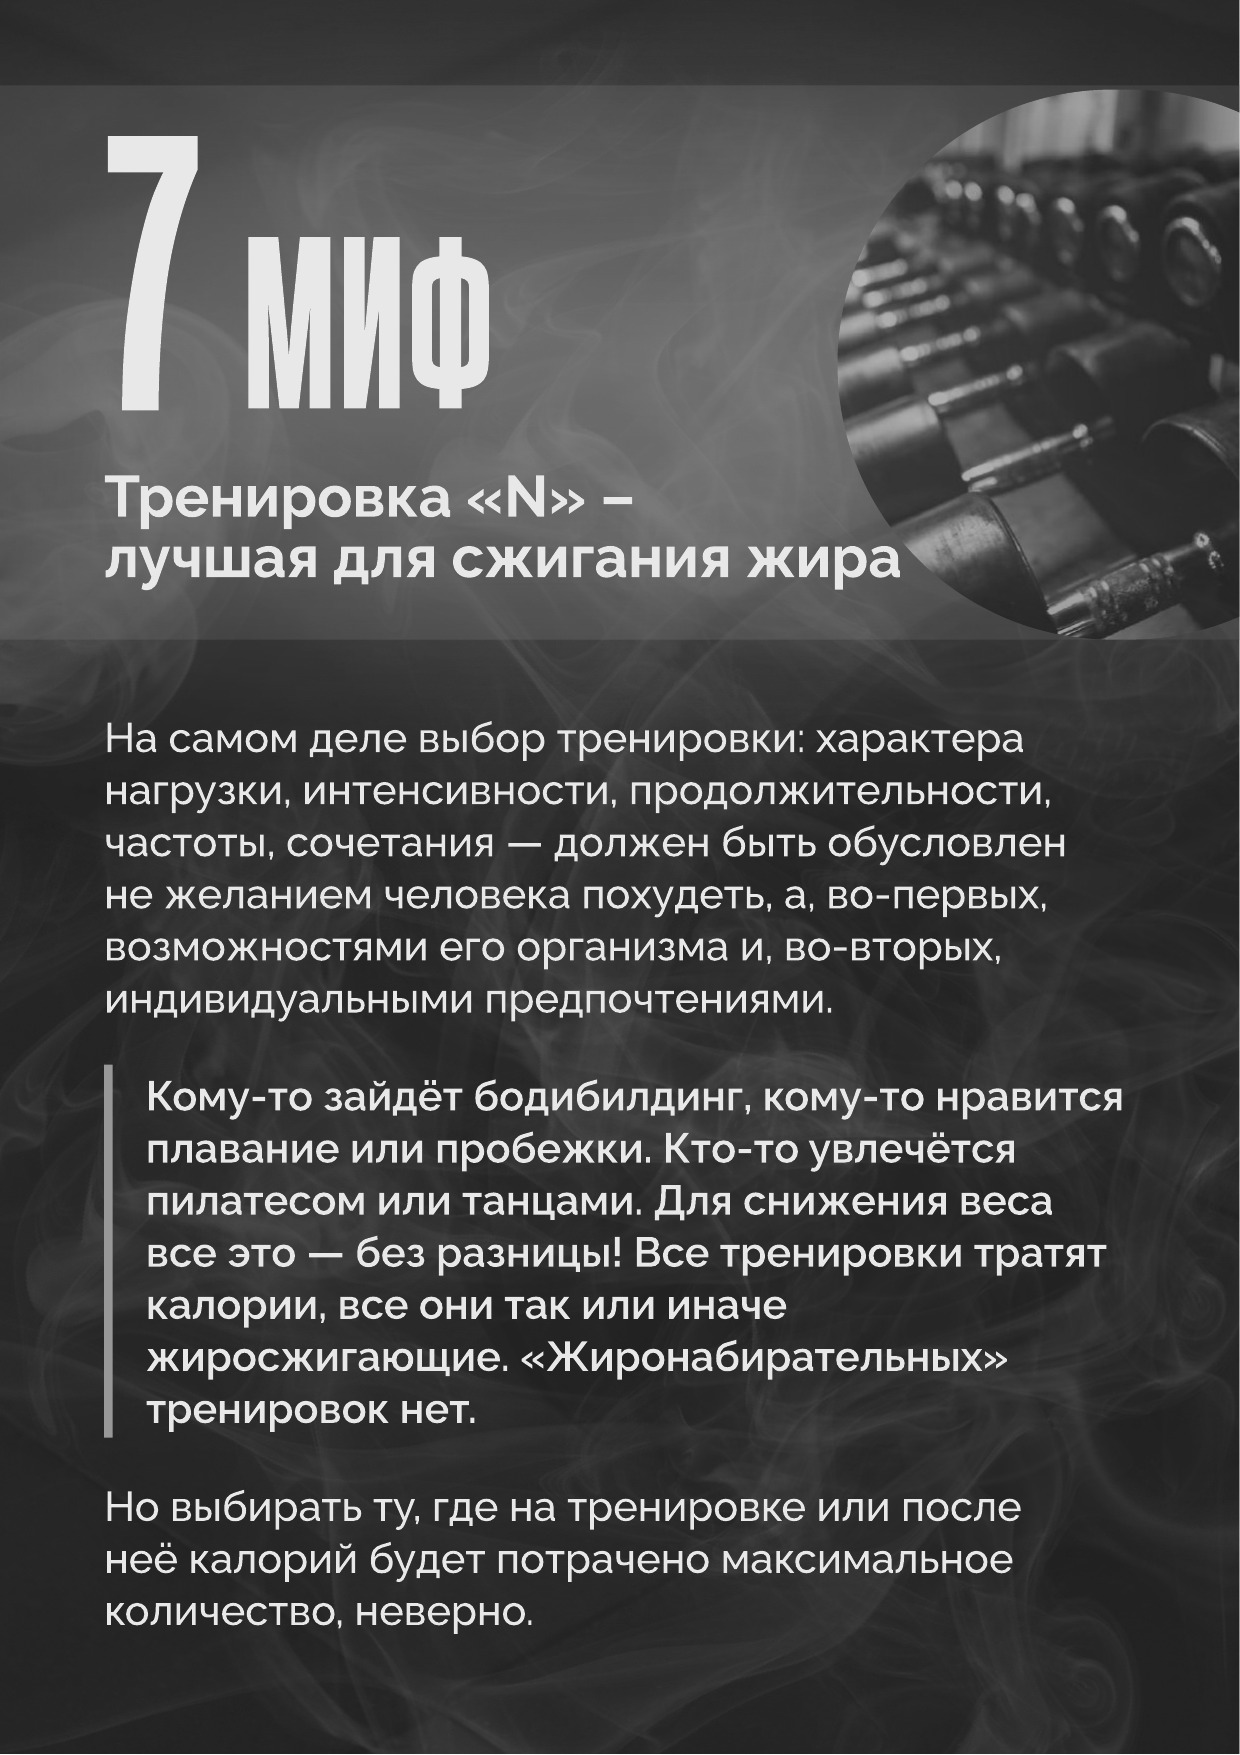 7 МИФ
Тренировка «N» –
лучшая для сжигания жира
На самом деле выбор тренировки: характера
нагрузки, интенсивности, продолжительности,
частоты, сочетания — должен быть обусловлен
не желанием человека похудеть, а, во-первых,
возможностями его организма и, во-вторых,
индивидуальными предпочтениями.
Кому-то зайдёт бодибилдинг, кому-то нравится
плавание или пробежки. Кто-то увлечётся
пилатесом или танцами. Для снижения веса
все это — без разницы! Все тренировки тратят
калории, все они так или иначе
жиросжигающие. «Жиронабирательных»
тренировок нет.
Но выбирать ту, где на тренировке или после
неё калорий будет потрачено максимальное
количество, неверно.